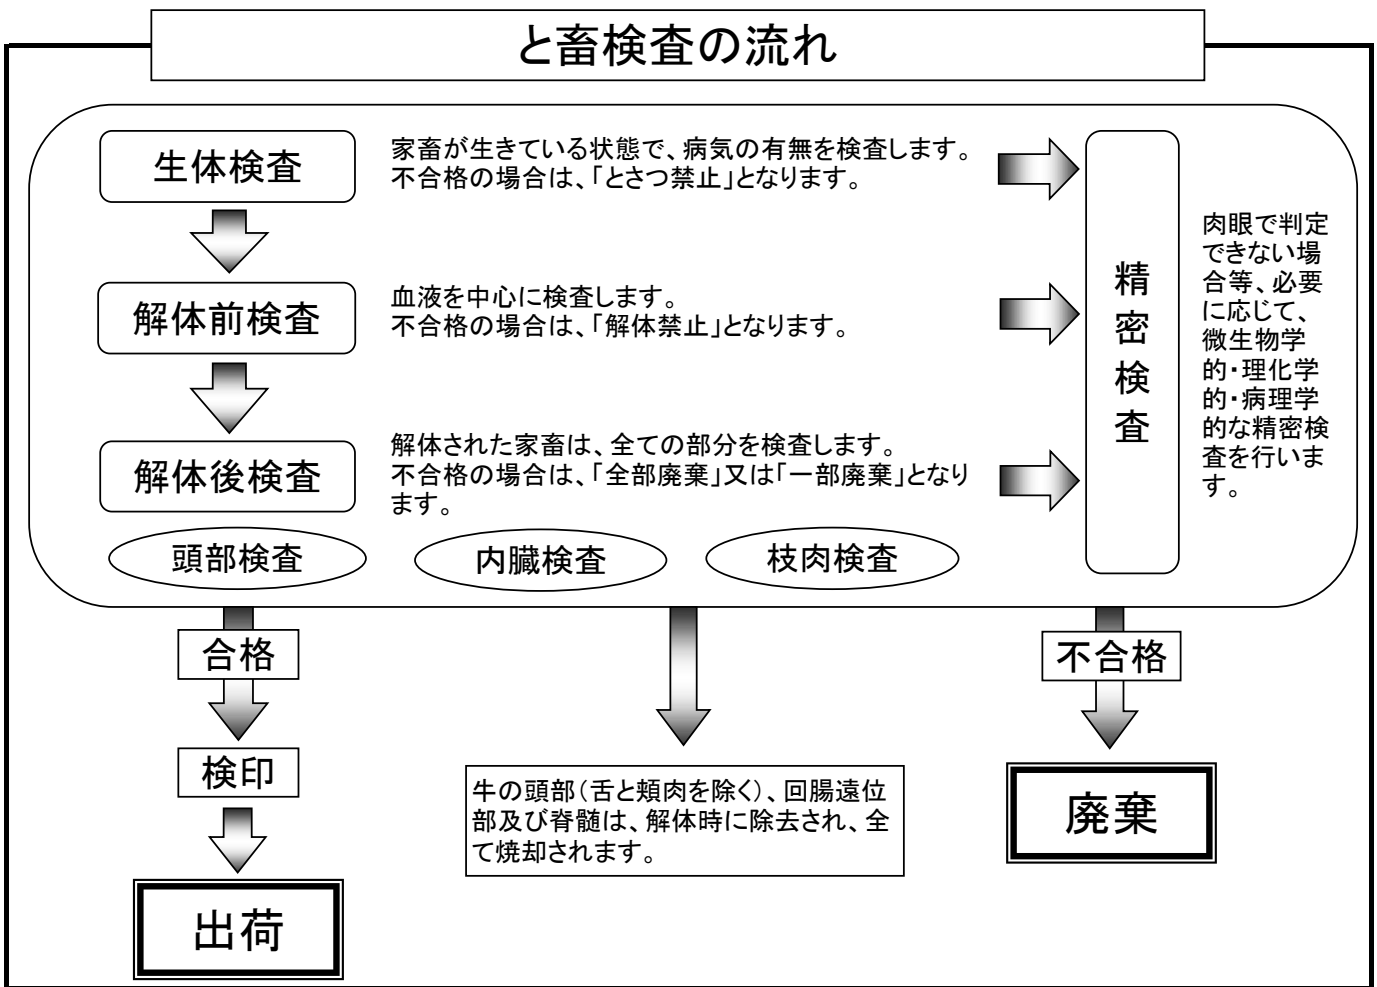 と畜検査の流れ
生体検査
家畜が生きている状態で、病気の有無を検査します。
不合格の場合は、「とさつ禁止」となります。
解体前検査
血液を中心に検査します。
不合格の場合は、「解体禁止」となります。
解体後検査
解体された家畜は、全ての部分を検査します。
不合格の場合は、「全部廃棄」又は「一部廃棄」となり
ます。
頭部検査
内臓検査
枝肉検査
精
密
検
査
肉眼で判定
できない場
合等、必要
に応じて、
微生物学
的・理化学
的・病理学
的な精密検
査を行いま
す。
合格
検印
出荷
牛の頭部(舌と頬肉を除く)、回腸遠位
部及び脊髄は、解体時に除去され、全
て焼却されます。
不合格
廃棄